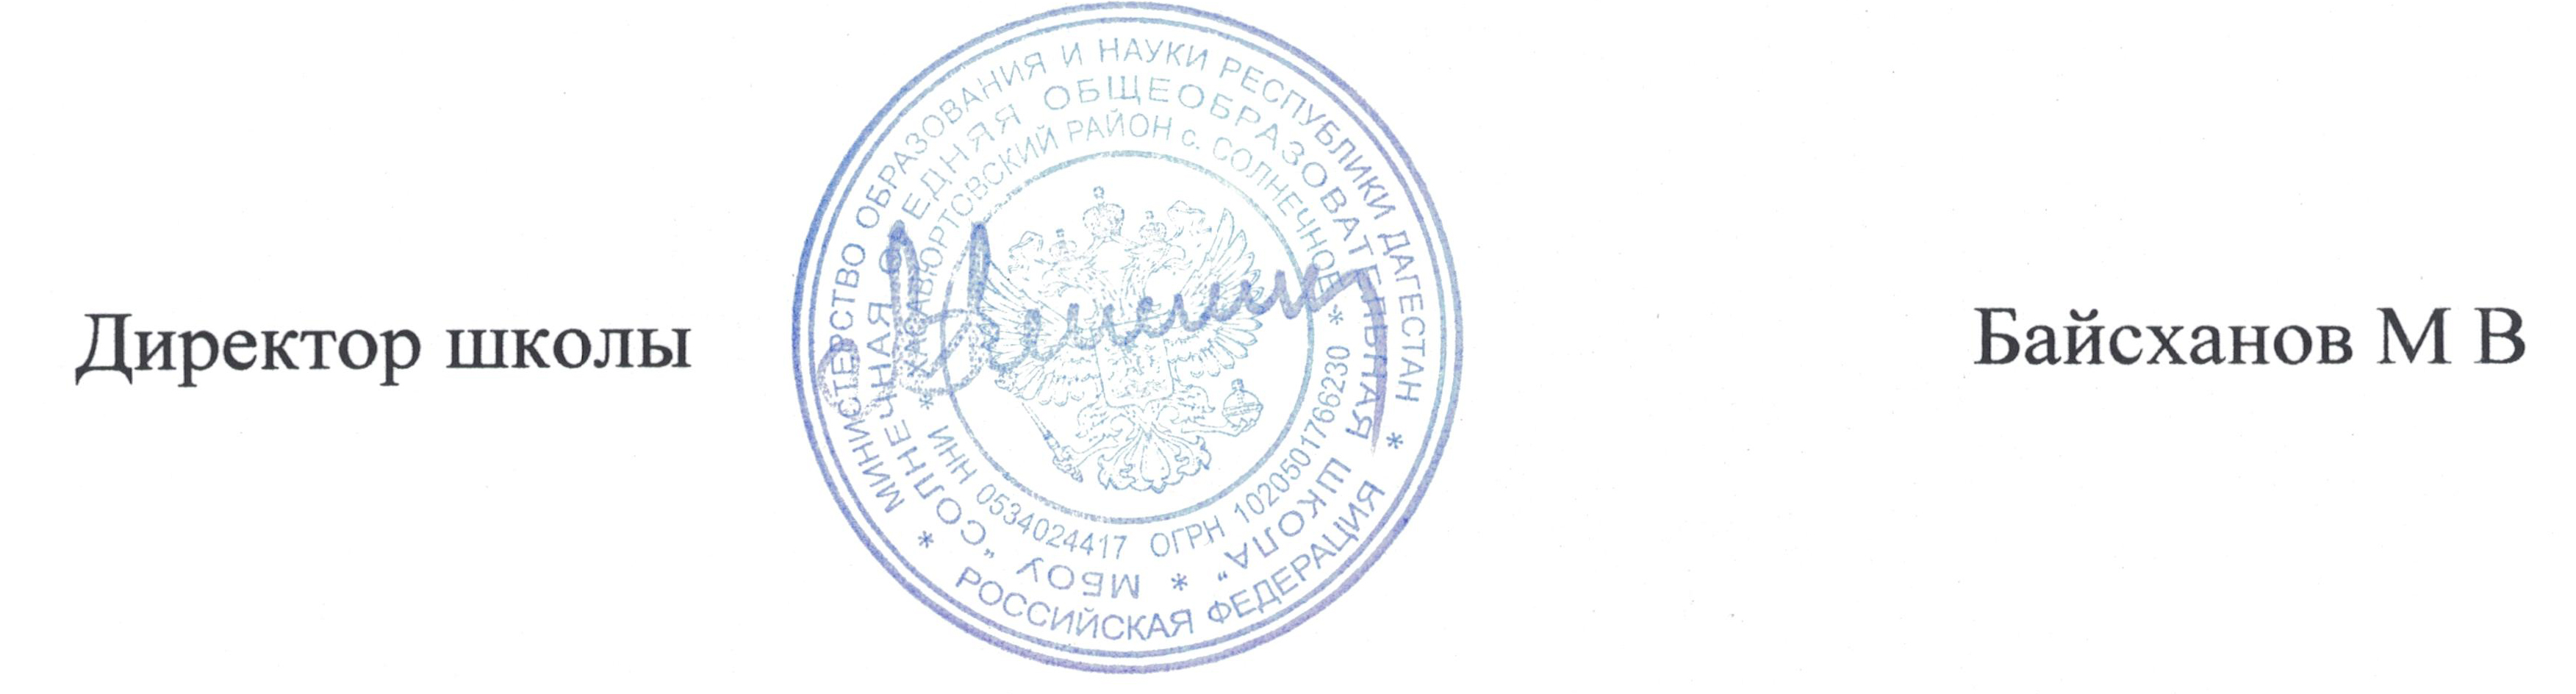 Директор школы
Байсханов М В
МИНИСТЕРСТВО ОБРАЗОВАНИЯ И НАУКИ РЕСПУБЛИКИ ДАГЕСТАН *
РОССИЙСКАЯ ФЕДЕРАЦИЯ *
МБОУ "СОЛНЕЧНАЯ СРЕДНЯЯ ОБЩЕОБРАЗОВАТЕЛЬНАЯ ШКОЛА" *
* ХАСАВЮРТОВСКИЙ РАЙОН с. СОЛНЕЧНОЕ *
ИНН 0534024417 ОГРН 1020501766230